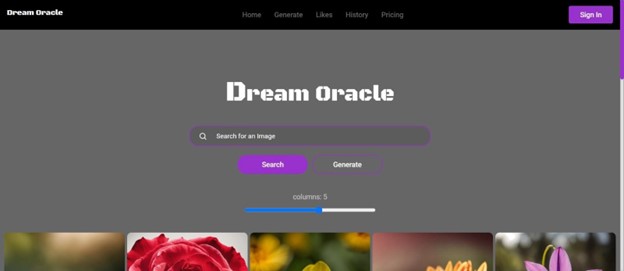 Dream Oracle
Home Generate Likes History Pricing
Sign In
Dream Oracle
Search for an Image
Search Generate
columns: 5